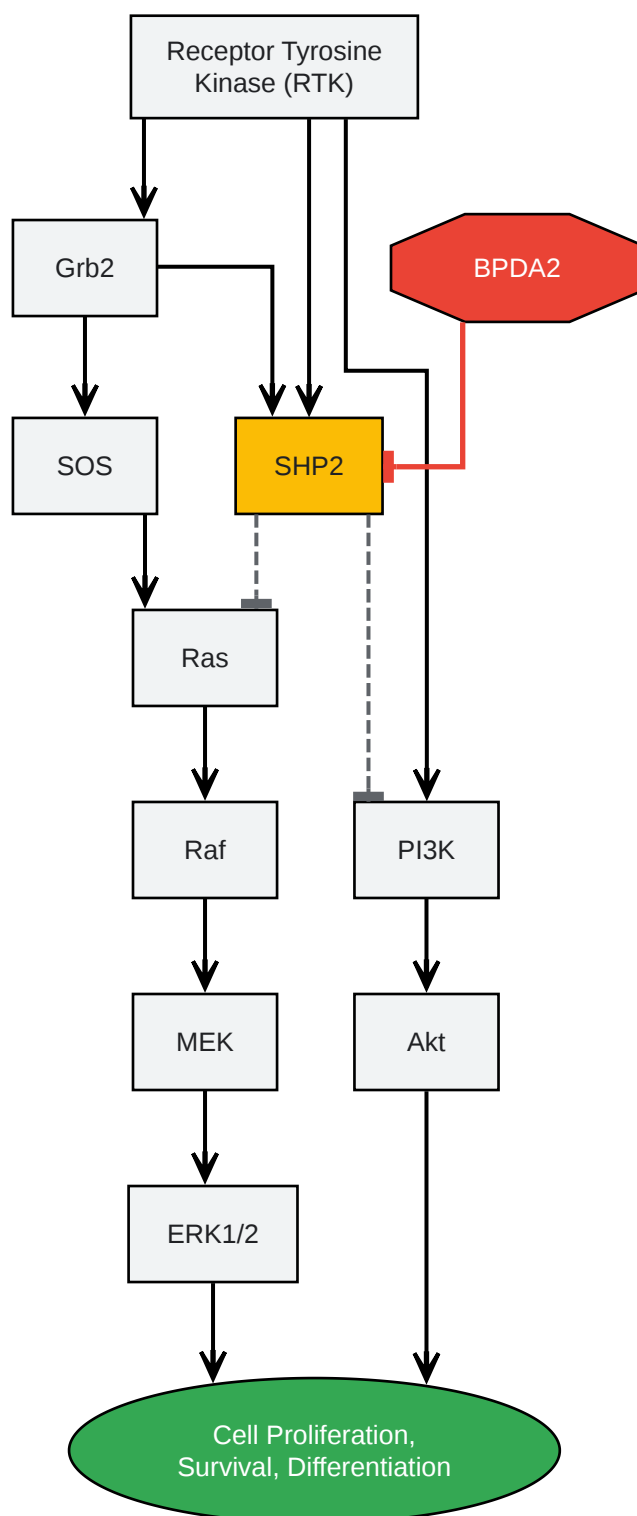 Receptor Tyrosine
Kinase (RTK)
Grb2
BPDA2
SOS
SHP2
Ras
Raf
PI3K
MEK
Akt
ERK1/2
Cell Proliferation,
Survival, Differentiation